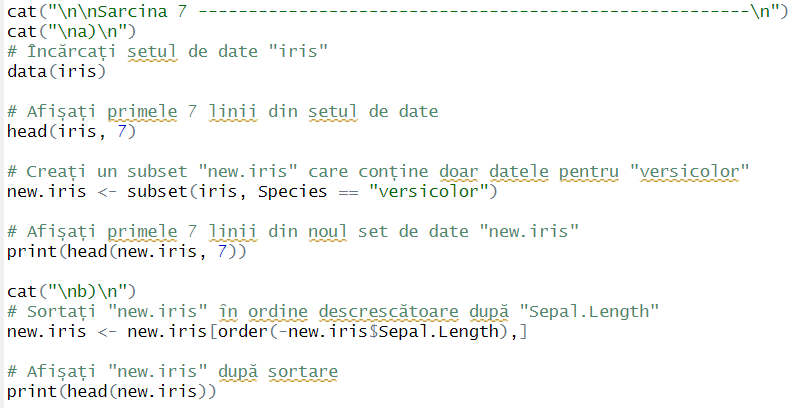 cat("\n\nSarcina 7 -------------------------------------------------------\n")
cat("\na)\n")
# Încărcați setul de date "iris"
data(iris)
# Afișați primele 7 linii din setul de date
head(iris, 7)
# Creați un subset "new.iris" care conține doar datele pentru "versicolor"
new.iris <- subset(iris, Species == "versicolor")
# Afișați primele 7 linii din noul set de date "new.iris"
print(head(new.iris, 7))
cat("\nb)\n")
# Sortați "new.iris" în ordine descrescătoare după "Sepal.Length"
new.iris <- new.iris[order(-new.iris$Sepal.Length),]
# Afișați "new.iris" după sortare
print(head(new.iris))